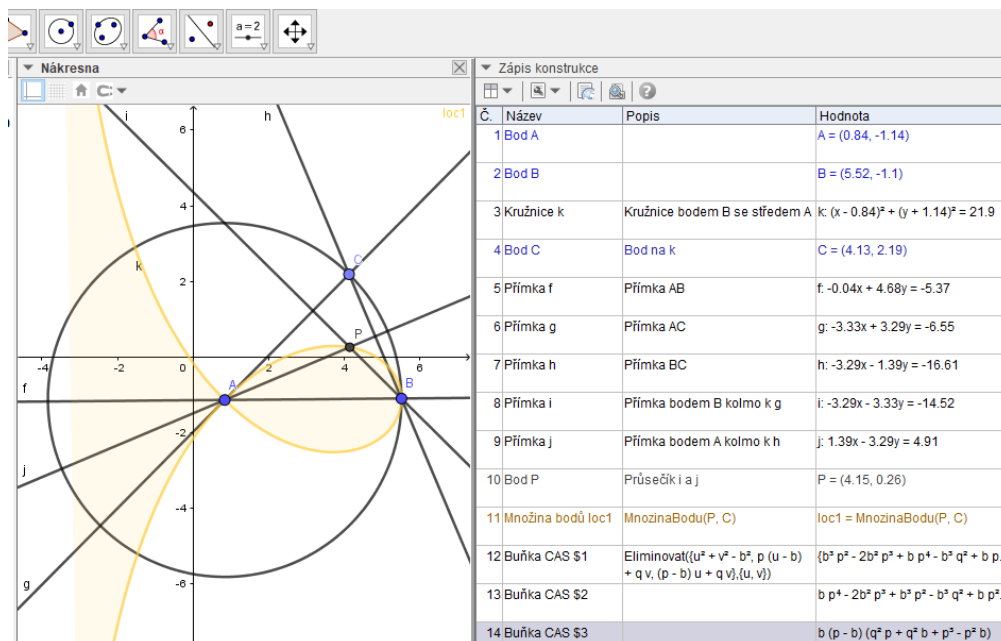 a=2
Nákresna
Zápis konstrukce
loc1
i
h
k
C
P
A
B
f
j
g
6
4
2
-4
-2
0
2
4
6
-2
-4
-6
Č. Název Popis Hodnota
1 Bod A A = (0.84, -1.14)
2 Bod B B = (5.52, -1.1)
3 Kružnice k Kružnice bodem B se středem A k: (x - 0.84)² + (y + 1.14)² = 21.9
4 Bod C Bod na k C = (4.13, 2.19)
5 Přímka f Přímka AB f: -0.04x + 4.68y = -5.37
6 Přímka g Přímka AC g: -3.33x + 3.29y = -6.55
7 Přímka h Přímka BC h: -3.29x - 1.39y = -16.61
8 Přímka i Přímka bodem B kolmo k g i: -3.29x - 3.33y = -14.52
9 Přímka j Přímka bodem A kolmo k h j: 1.39x - 3.29y = 4.91
10 Bod P Průsečík i a j P = (4.15, 0.26)
11 Množina bodů loc1 MnozinaBodu(P, C) loc1 = MnozinaBodu(P, C)
12 Buňka CAS $1 Eliminovat({u² + v² - b², p (u - b) {b³ p² - 2b² p³ + b p⁴ - b³ q² + b p
+ q v, (p - b) u + q v},{u, v})
13 Buňka CAS $2 b p⁴ - 2b² p³ + b³ p² - b³ q² + b p²
14 Buňka CAS $3 b (p - b) (q² p + q² b + p³ - p² b)